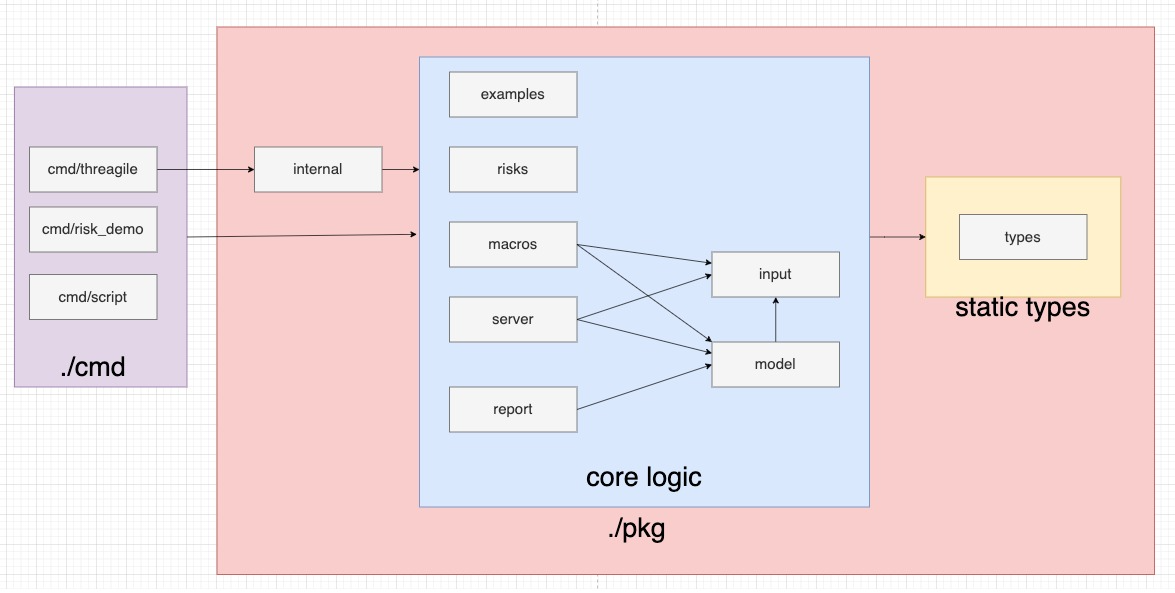 cmd/threagile
cmd/risk_demo
cmd/script
./cmd
internal
examples
risks
macros
server
report
input
model
core logic
./pkg
types
static types